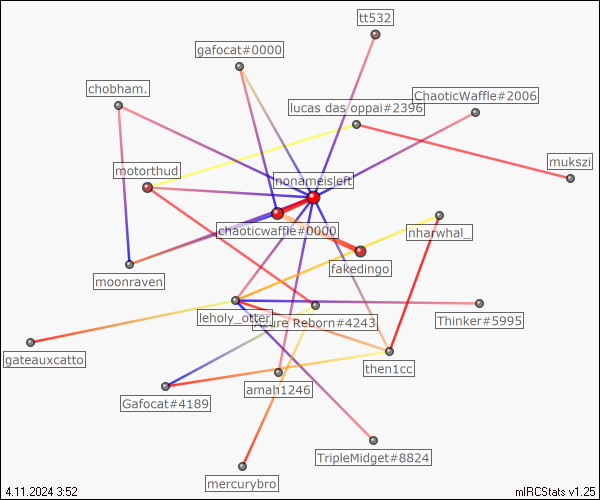 tt532
gafocat#0000
chobham.
ChaoticWaffle#2006
lucas das oppai#2396
mukszi
motorthud
nonameisleft
chaoticwaffle#0000
nharwhal_
fakedingo
moonraven
leholy_otter
Azure Reborn#4243
Thinker#5995
gateauxcatto
then1cc
amah1246
Gafocat#4189
TripleMidget#8824
mercurybro
4.11.2024 3:52
mIRCStats v1.25